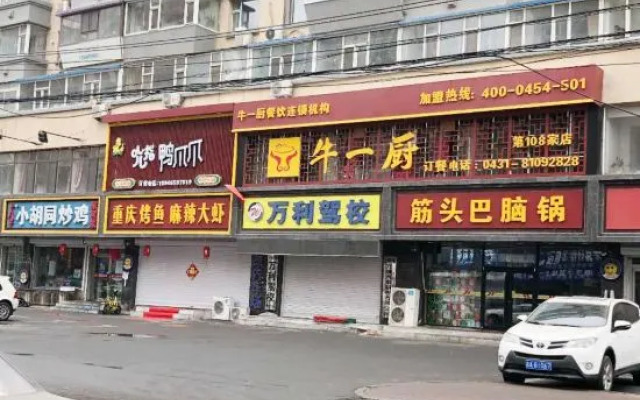 牛一厨餐饮连锁机构
加盟热线: 400-0454-501
牛一厨
第108家店
订餐电话: 0431-81092828
鸭爪爪
小胡同炒鸡
重庆烤鱼 麻辣大虾
万利驾校
筋头巴脑锅